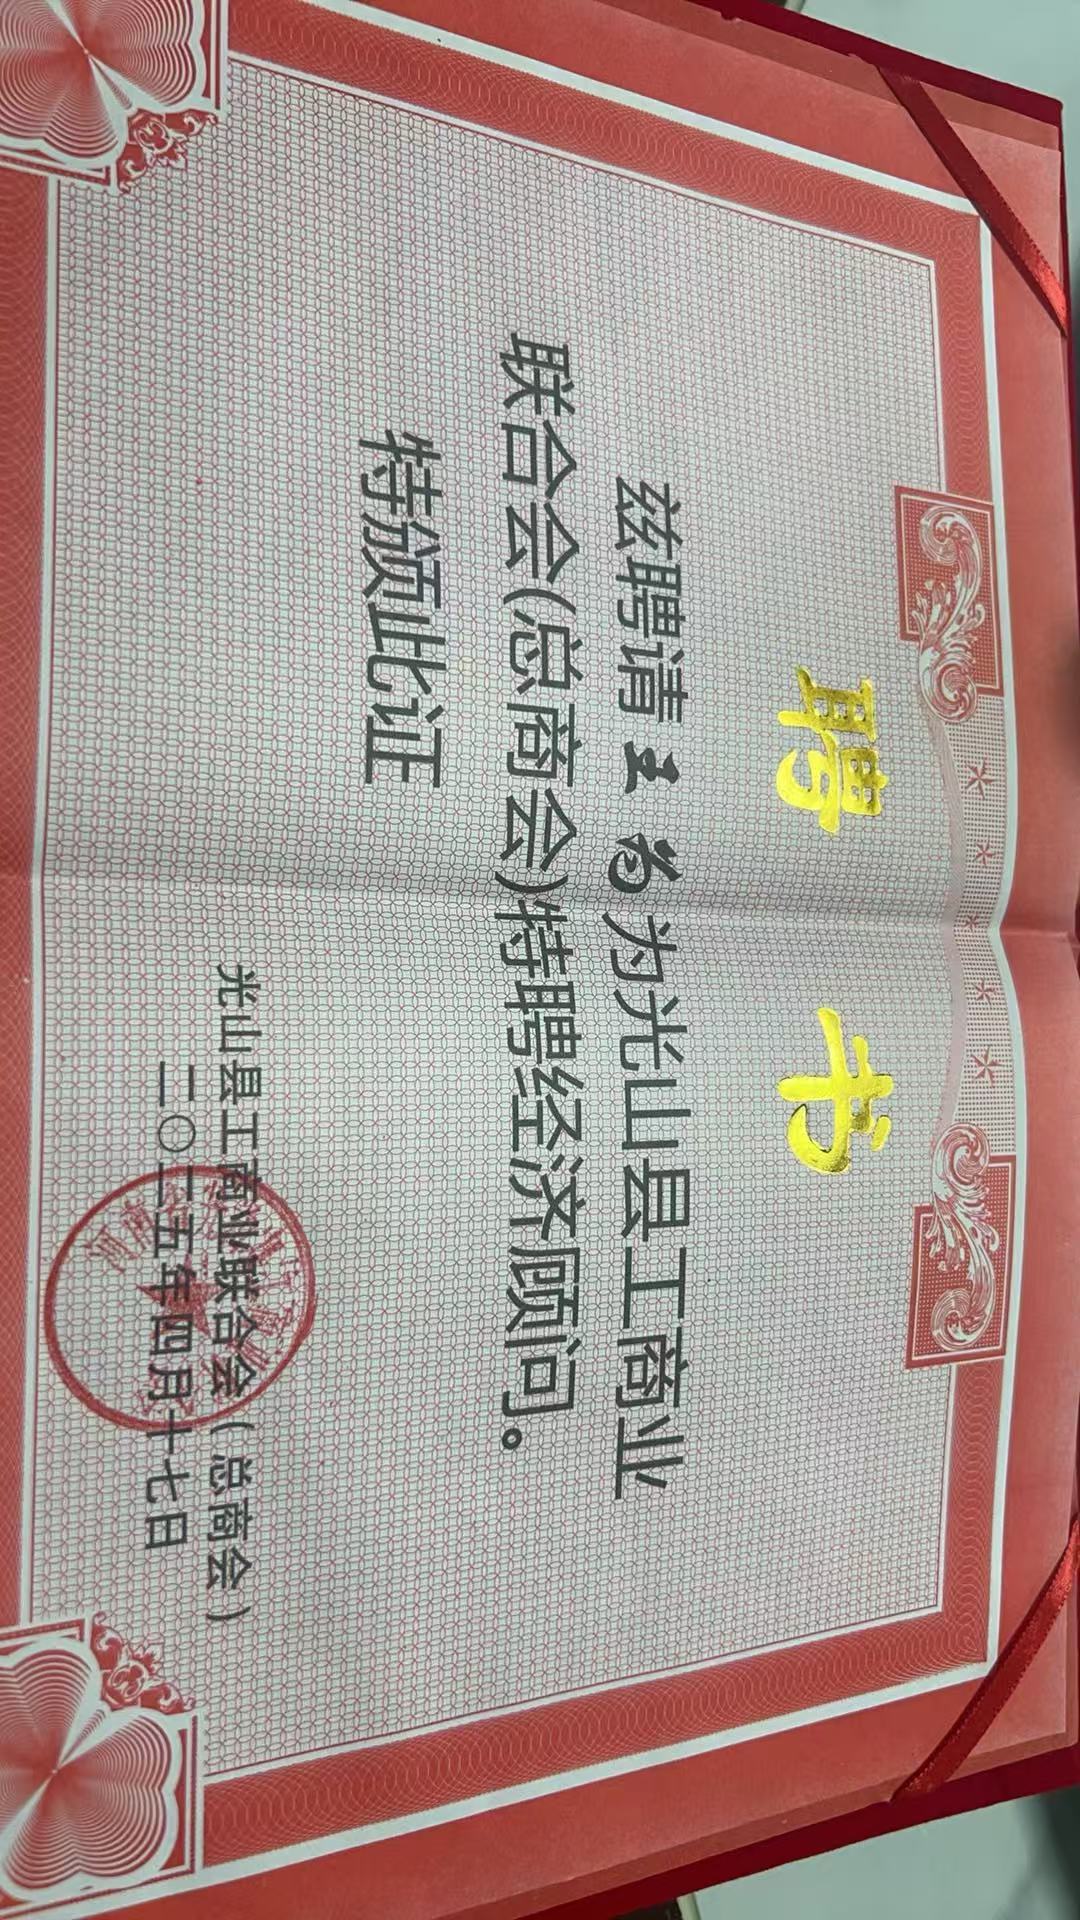 聘书
兹聘请王 为为光山县工商业
联合会(总商会)特聘经济顾问。
特颁此证
光山县工商业联合会(总商会)
二〇二五年四月十七日